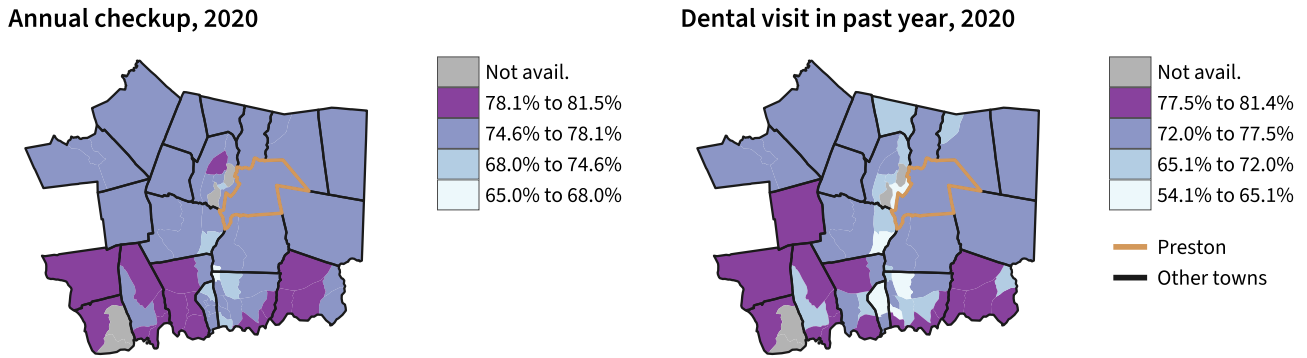 Annual checkup, 2020
Not avail.
78.1% to 81.5%
74.6% to 78.1%
68.0% to 74.6%
65.0% to 68.0%
Dental visit in past year, 2020
Not avail.
77.5% to 81.4%
72.0% to 77.5%
65.1% to 72.0%
54.1% to 65.1%
Preston
Other towns